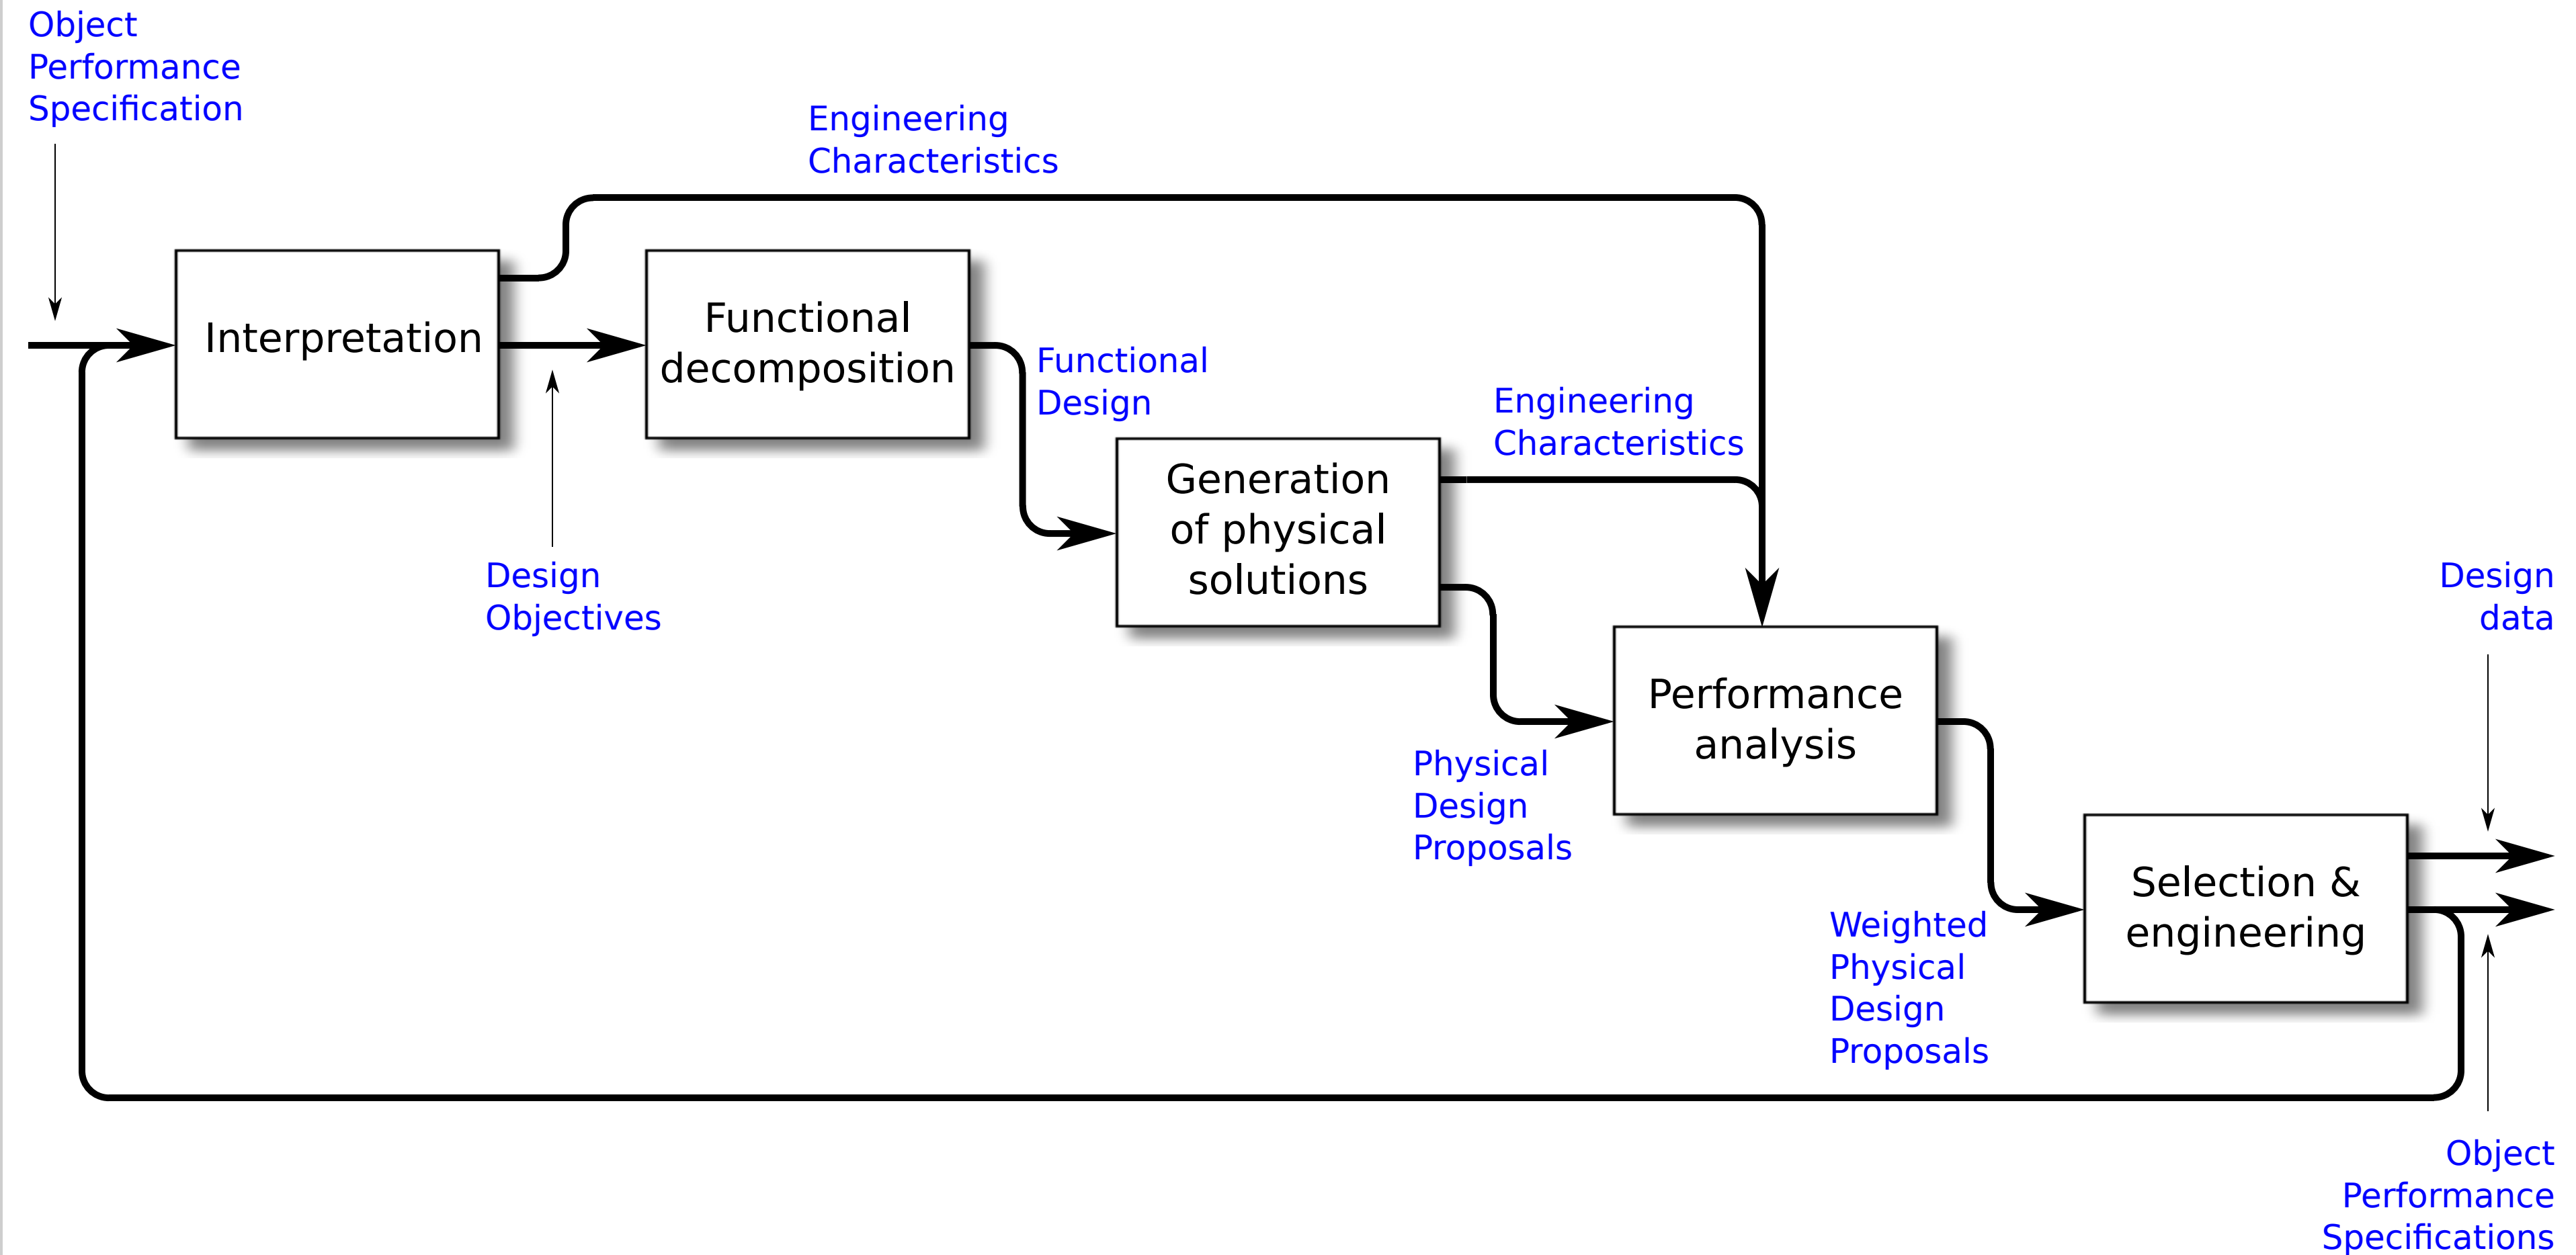 Object
Performance
Specification
Engineering
Characteristics
Interpretation
Functional
decomposition
Functional
Design
Engineering
Characteristics
Generation
of physical
solutions
Design
Objectives
Design
data
Performance
analysis
Physical
Design
Proposals
Selection &
engineering
Weighted
Physical
Design
Proposals
Object
Performance
Specifications